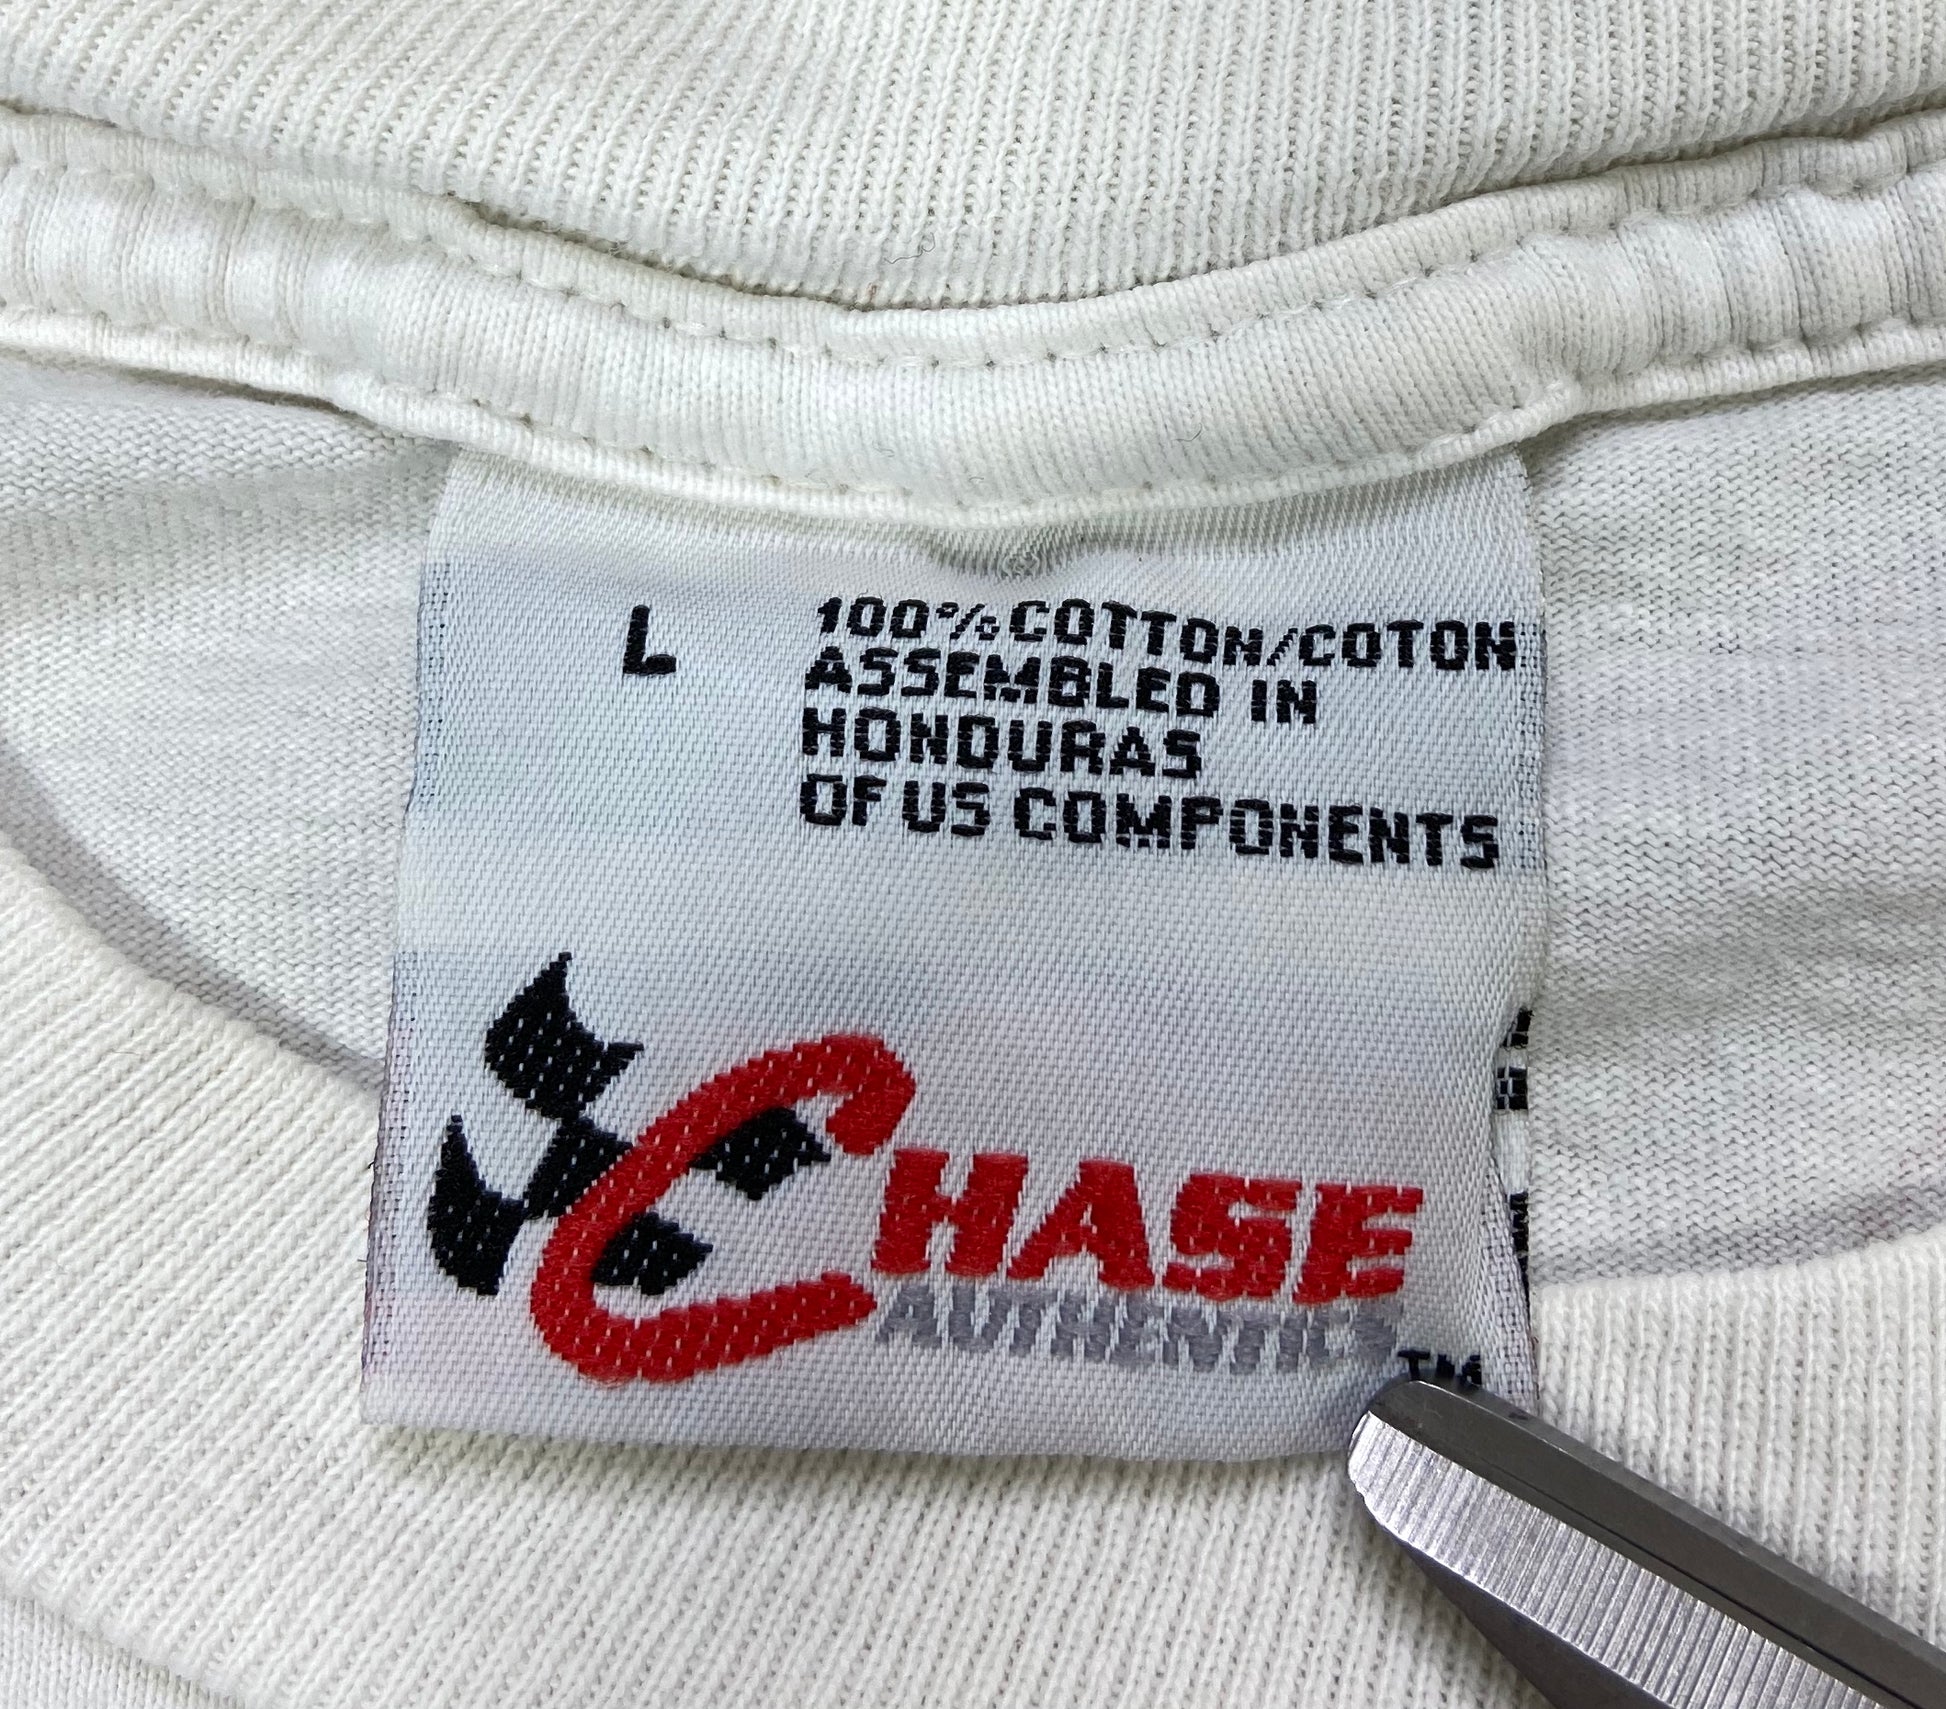 L
100% COTTON/COTON
ASSEMBLED IN
HONDURAS
OF US COMPONENTS
CHASE
AUTHENTICS
TM